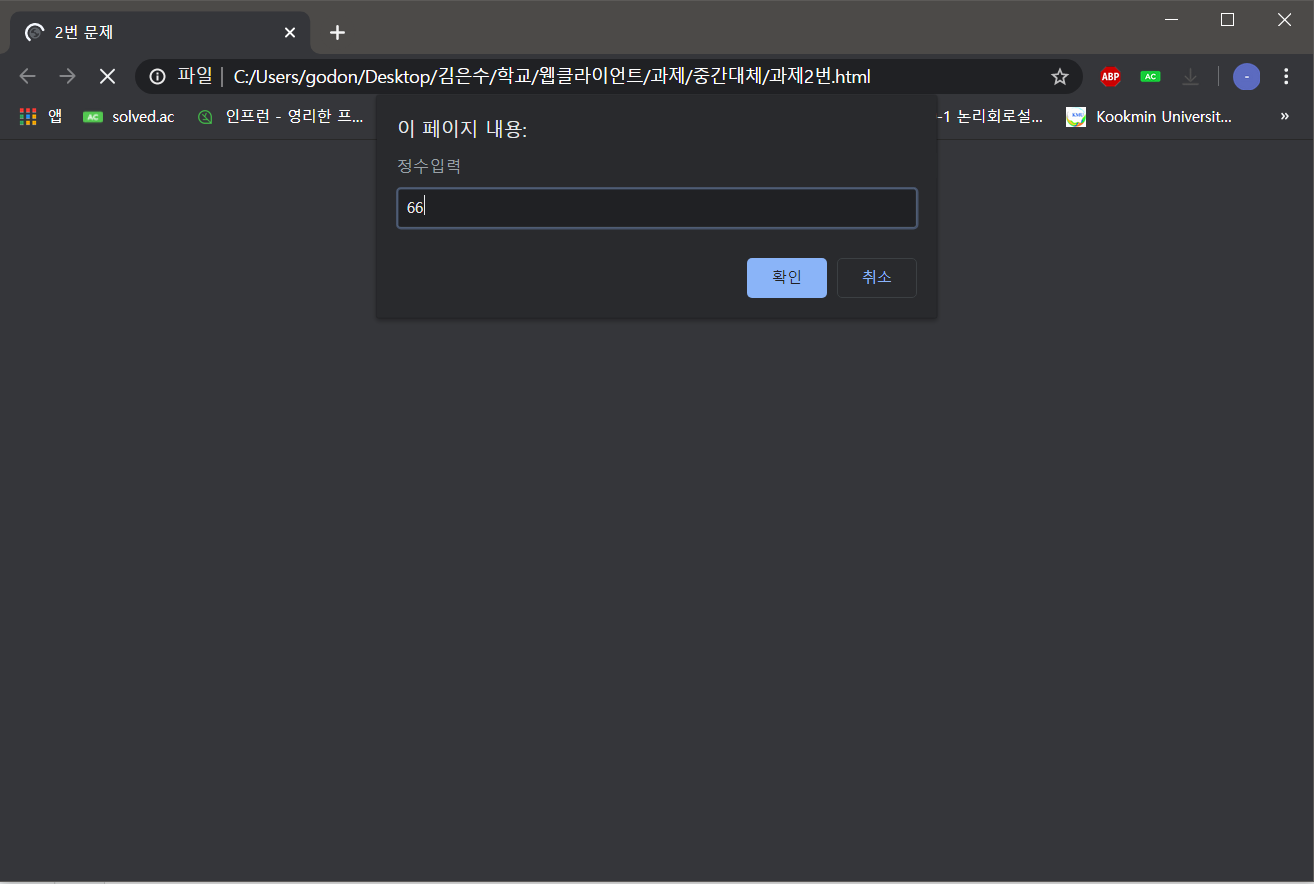 2번 문제
파일 | C:/Users/godon/Desktop/김은수/학교/웹클라이언트/과제/중간대체/과제2번.html
ABP
AC
-
앱
AC solved.ac
인프런 - 영리한 프...
-1 논리회로설...
Kookmin Universit...
»
이 페이지 내용:
정수입력
66
확인
취소